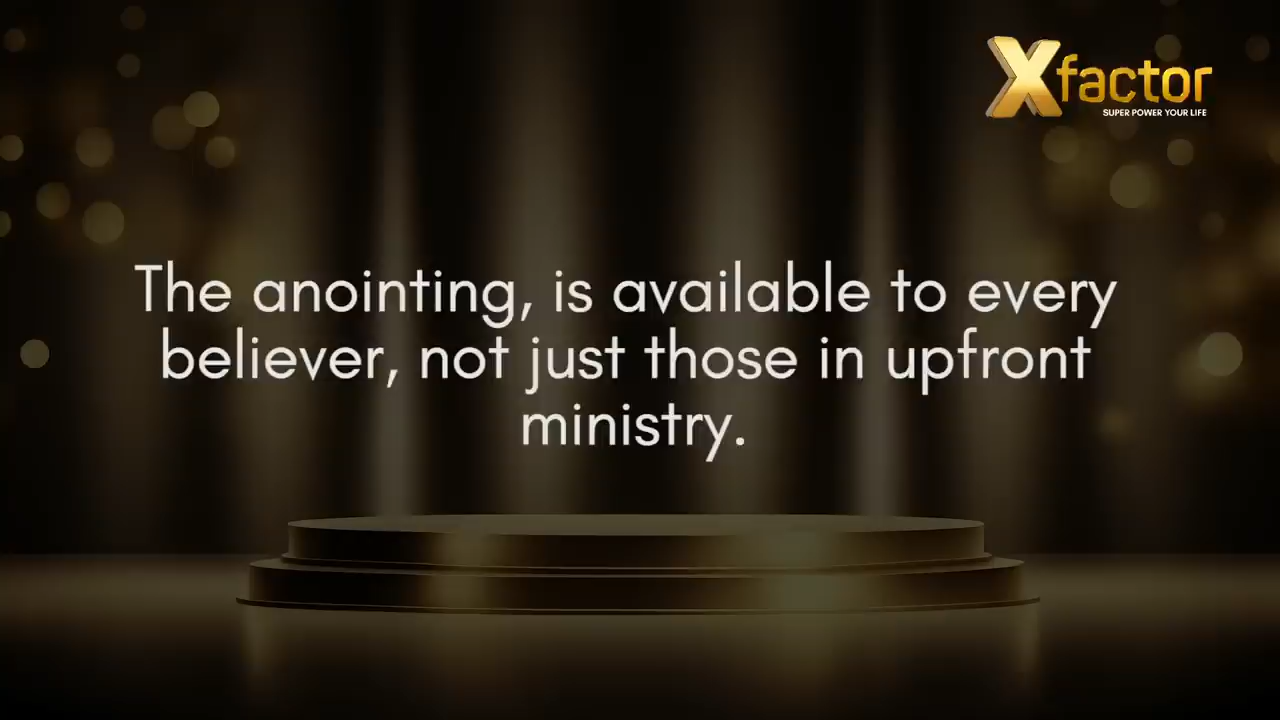 Xfactor
SUPER POWER YOUR LIFE
The anointing, is available to every
believer, not just those in upfront
ministry.